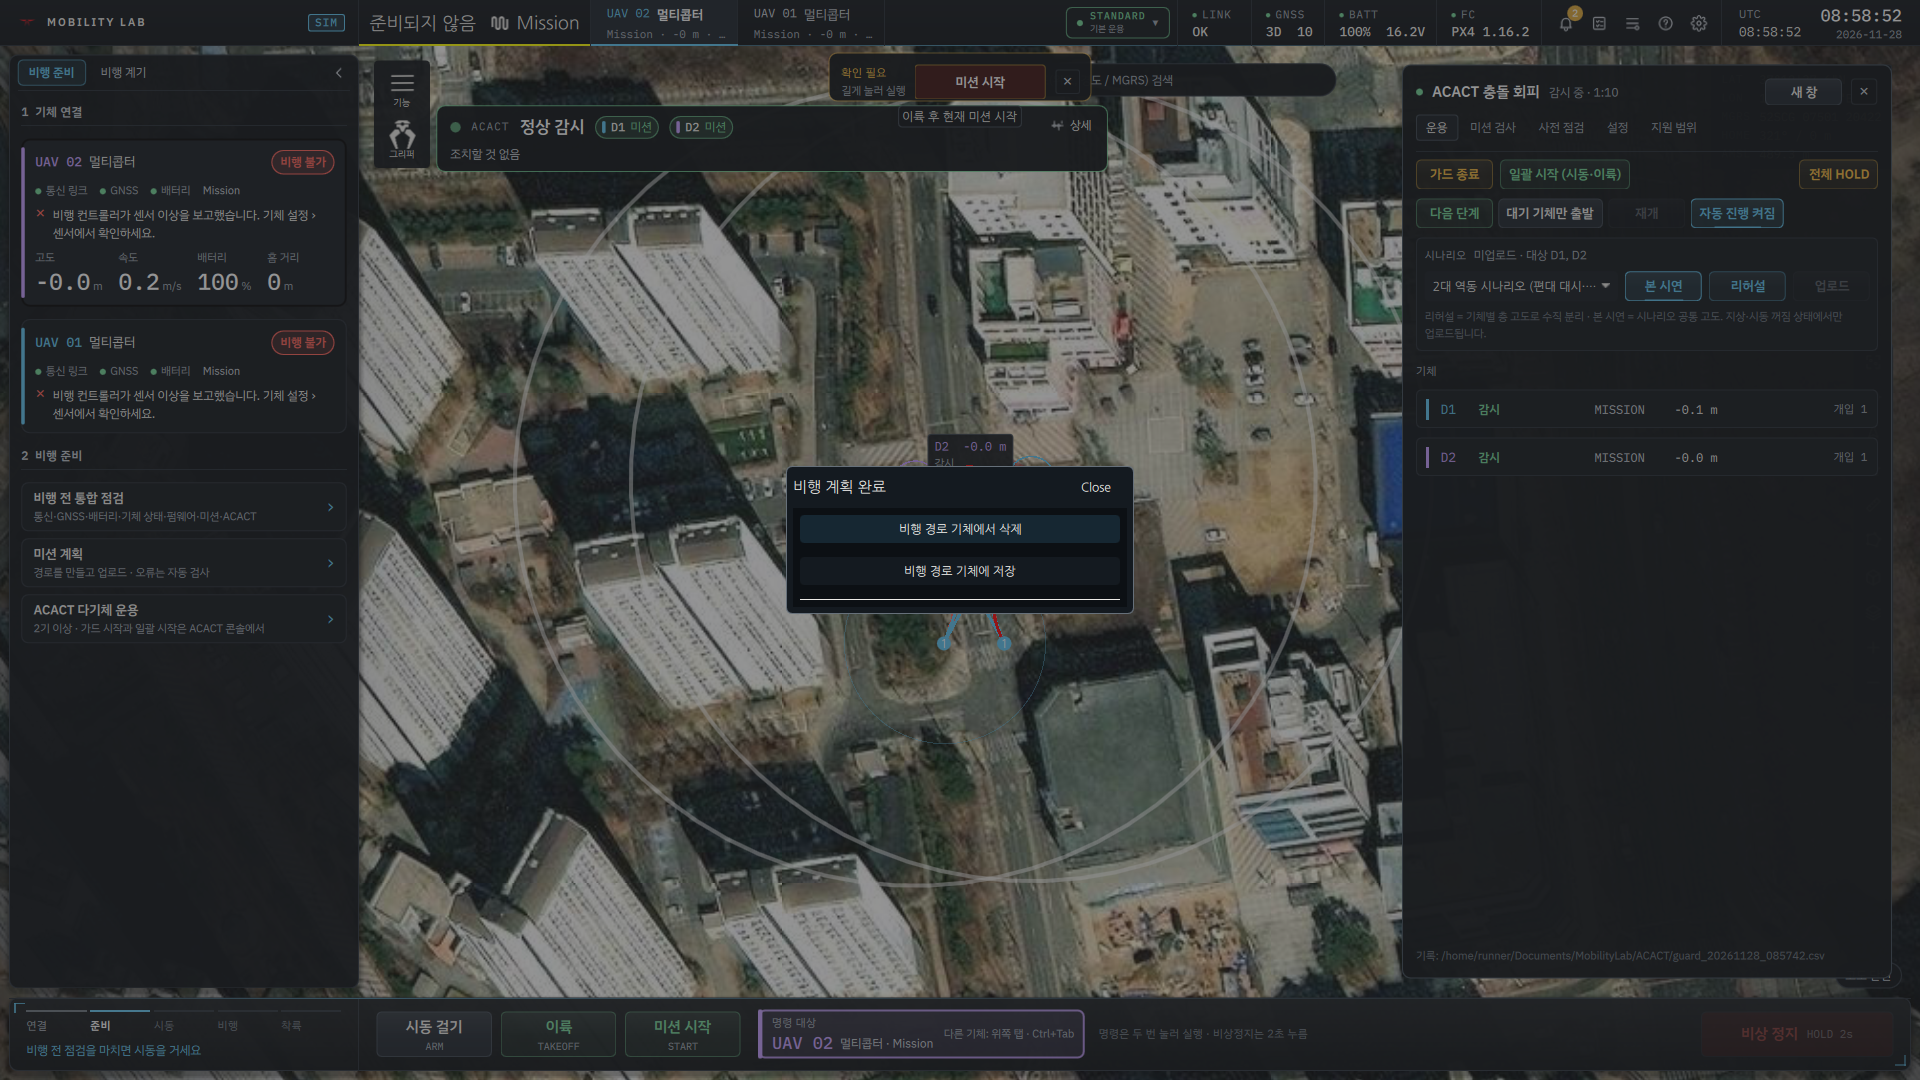 MOBILITY LAB
SIM
준비되지 않음
Mission
UAV 02 멀티콥터
Mission · -0 m · …
UAV 01 멀티콥터
Mission · -0 m · …
STANDARD
기본 운용
LINK
OK
GNSS
3D 10
BATT
100% 16.2V
FC
PX4 1.16.2
2
UTC
08:58:52
08:58:52
2026-11-28
비행 준비
비행 계기
1 기체 연결
UAV 02 멀티콥터
비행 불가
통신 링크
GNSS
배터리
Mission
비행 컨트롤러가 센서 이상을 보고했습니다. 기체 설정 ›
센서에서 확인하세요.
고도
속도
배터리
홈 거리
-0.0 m
0.2 m/s
100 %
0 m
UAV 01 멀티콥터
비행 불가
통신 링크
GNSS
배터리
Mission
비행 컨트롤러가 센서 이상을 보고했습니다. 기체 설정 ›
센서에서 확인하세요.
2 비행 준비
비행 전 통합 점검
통신·GNSS·배터리·기체 상태·펌웨어·미션·ACACT
미션 계획
경로를 만들고 업로드 · 오류는 자동 검사
ACACT 다기체 운용
2기 이상 · 가드 시작과 일괄 시작은 ACACT 콘솔에서
기능
그리퍼
확인 필요
길게 눌러 실행
미션 시작
도 / MGRS) 검색
이륙 후 현재 미션 시작
ACACT
정상 감시
D1 미션
D2 미션
상세
조치할 것 없음
D2 -0.0 m
감시
비행 계획 완료
Close
비행 경로 기체에서 삭제
비행 경로 기체에 저장
1
1
ACACT 충돌 회피
감시 중 · 1:10
새 창
운용
미션 검사
사전 점검
설정
지원 범위
가드 종료
일괄 시작 (시동·이륙)
전체 HOLD
다음 단계
대기 기체만 출발
재개
자동 진행 켜짐
시나리오 미업로드 · 대상 D1, D2
2대 역동 시나리오 (편대 대시····
본 시연
리허설
업로드
리허설 = 기체별 층 고도로 수직 분리 · 본 시연 = 시나리오 공통 고도. 지상·시동 꺼짐 상태에서만
업로드됩니다.
기체
D1 감시 MISSION -0.1 m 개입 1
D2 감시 MISSION -0.0 m 개입 1
기록: /home/runner/Documents/MobilityLab/ACACT/guard_20261128_085742.csv
연결
준비
시동
비행
착륙
비행 전 점검을 마치면 시동을 거세요
시동 걸기
ARM
이륙
TAKEOFF
미션 시작
START
명령 대상
UAV 02 멀티콥터 · Mission
다른 기체: 위쪽 탭 · Ctrl+Tab
명령은 두 번 눌러 실행 · 비상정지는 2초 누름
비상 정지 HOLD 2s